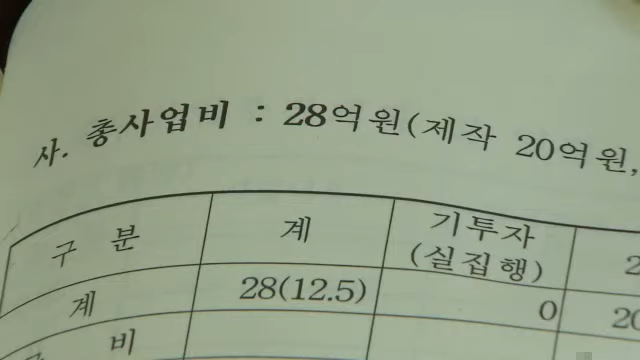 사. 총사업비 : 28억원(제작 20억원,
구 분 계 기투자 2
(실집행)
계 28(12.5) 0 20
비